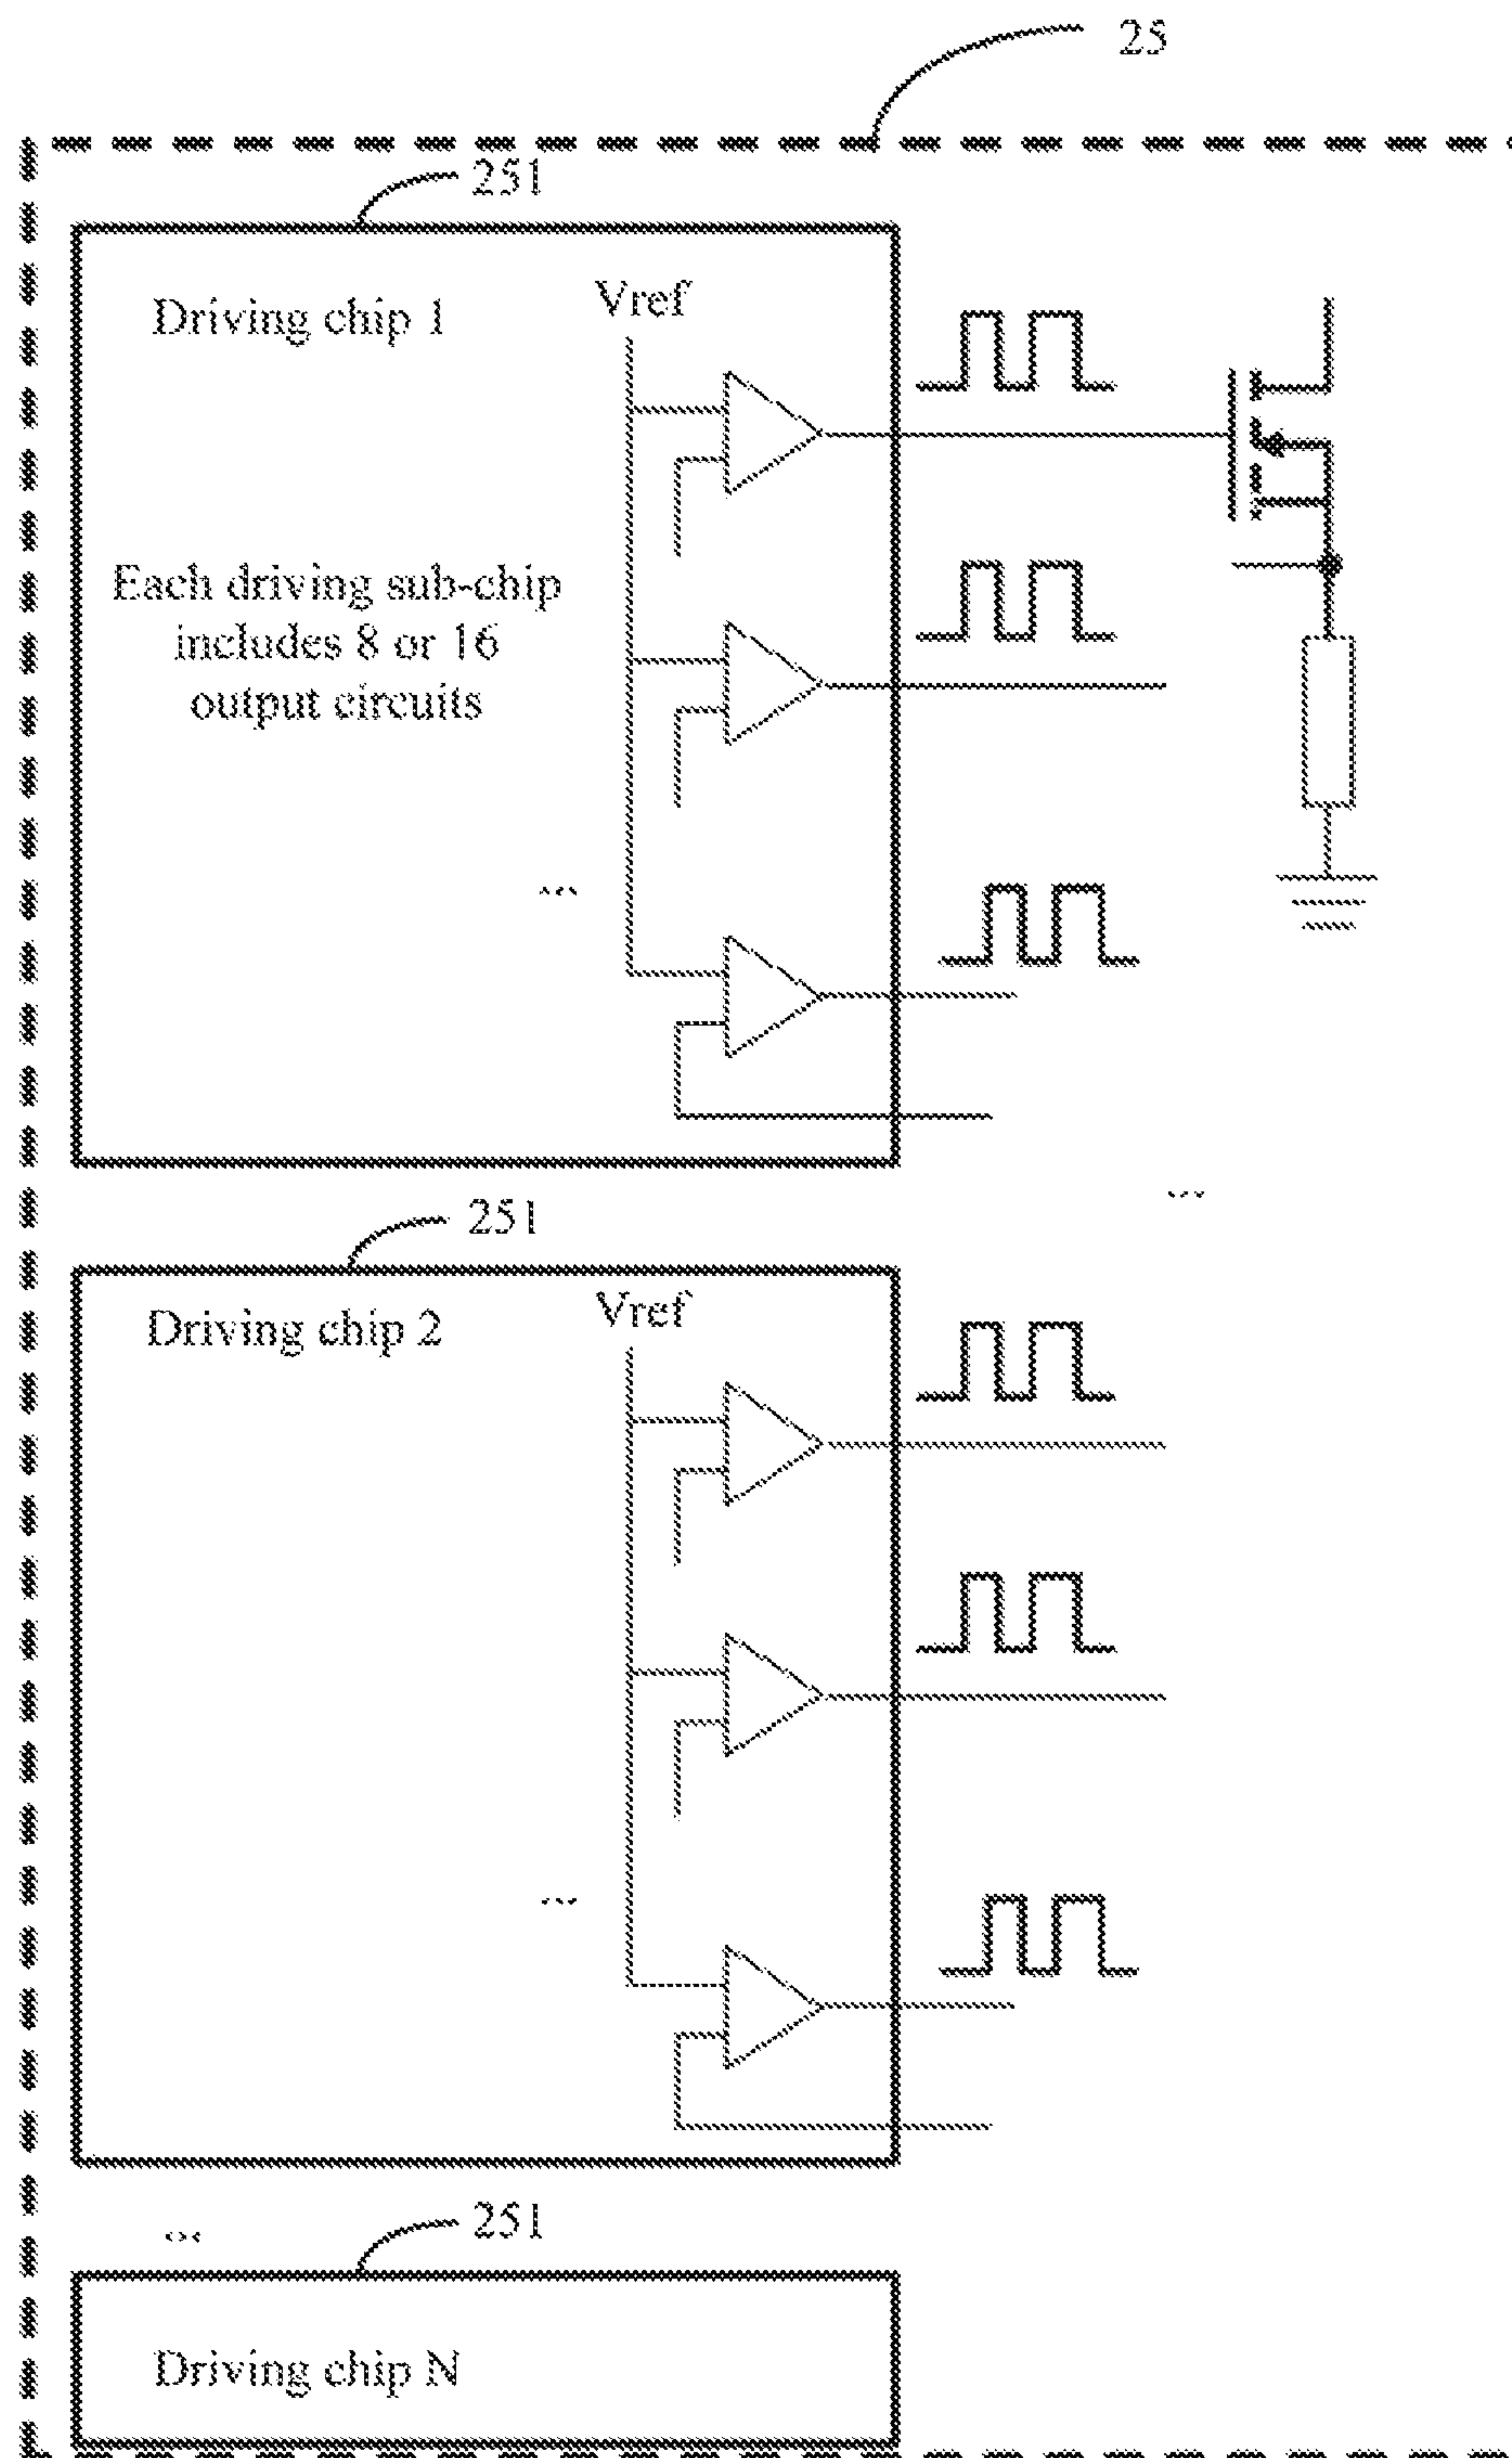 25
251
Driving chip 1
Vref
Each driving sub-chip
includes 8 or 16
output circuits
...
...
251
Driving chip 2
Vref
...
...
251
Driving chip N